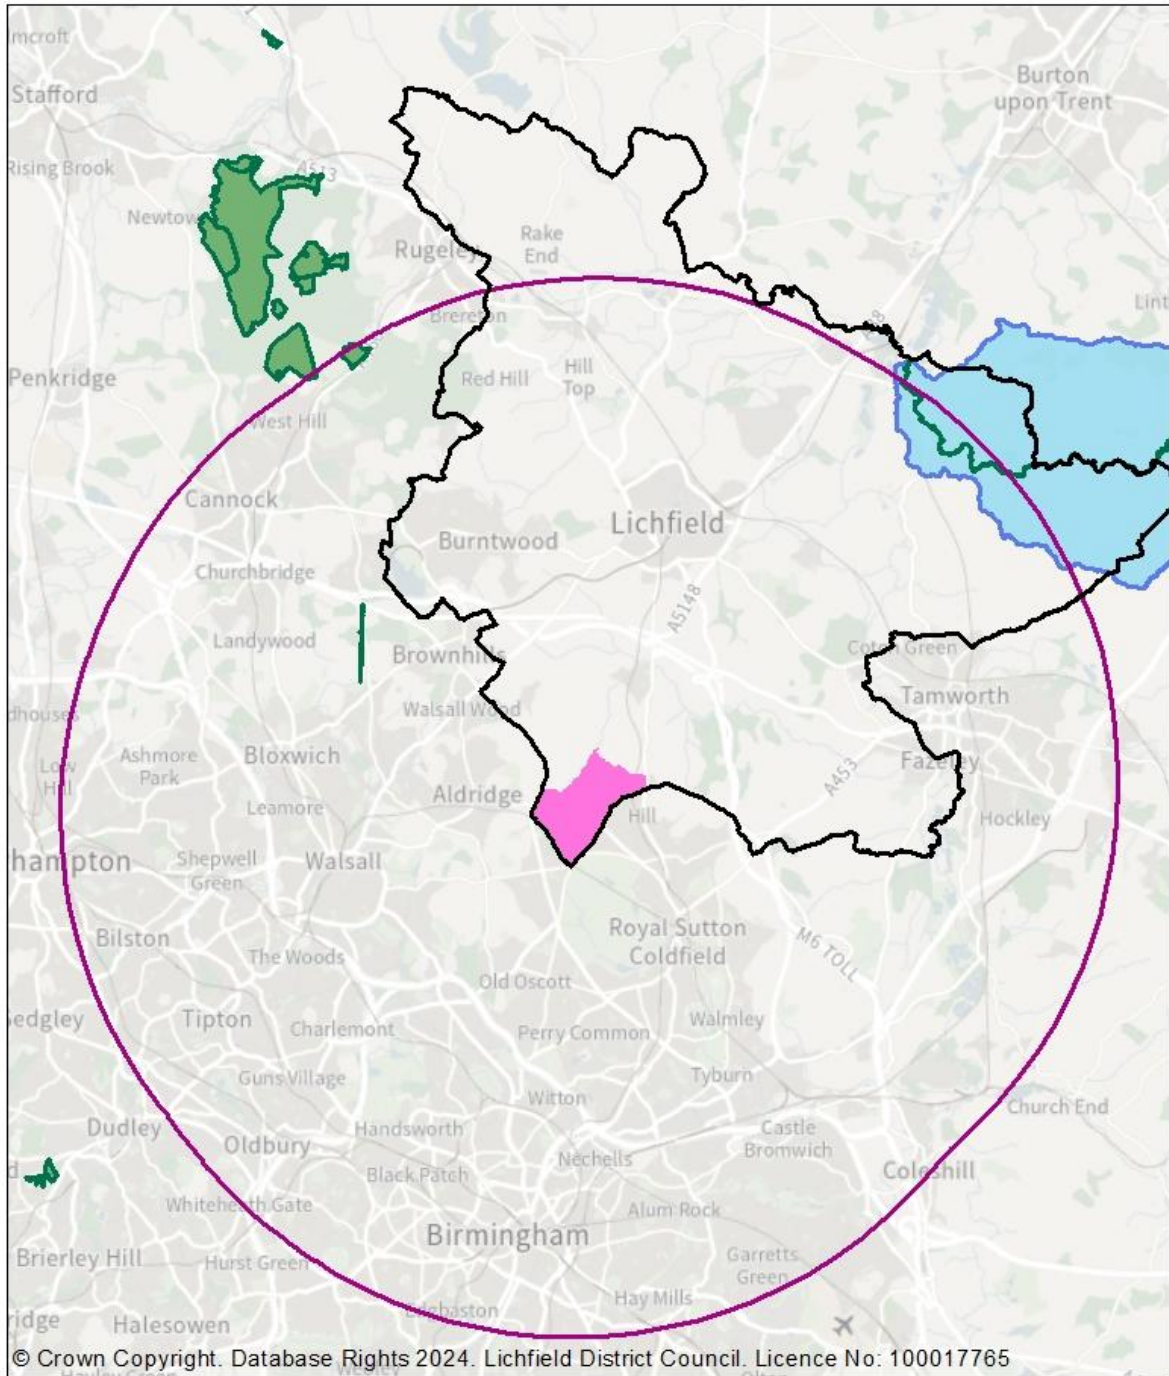 mcroft
Stafford
Burton
upon Trent
Rising Brook
A513
Newtow
Rugeley
Rake
End
Lint
Brereton
Penkridge
Red Hill
Hill
Top
West Hill
Cannock
Lichfield
Burntwood
Churchbridge
A5148
Landywood
Brownhills
Coton Green
Tamworth
dhouses
Walsall Wood
Ashmore
Park
Bloxwich
Low
Hill
Fazeley
A453
Leamore
Aldridge
Hill
Hockley
hampton
Shepwell
Green
Walsall
Bilston
The Woods
Royal Sutton
Coldfield
M6 TOLL
Old Oscott
Sedgley
Tipton
Charlemont
Perry Common
Walmley
Guns Village
Tyburn
Witton
Church End
Dudley
Oldbury
Handsworth
Castle
Bromwich
Nechells
d
Black Patch
Coleshill
Whiteheath Gate
Alum Rock
Birmingham
Brierley Hill
Hurst Green
Garretts
Green
Edgbaston
Hay Mills
ridge
Halesowen
© Crown Copyright. Database Rights 2024. Lichfield District Council. Licence No: 100017765